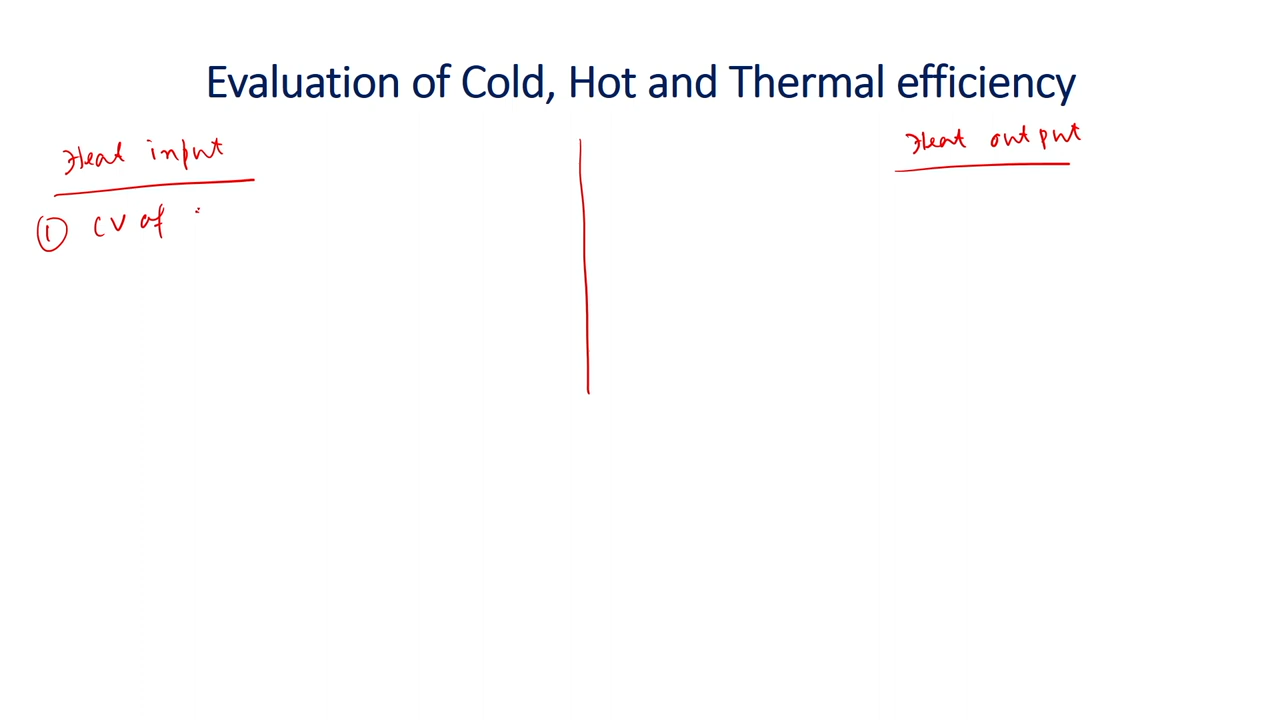 Evaluation of Cold, Hot and Thermal efficiency
Heat input
Heat output
① CV of